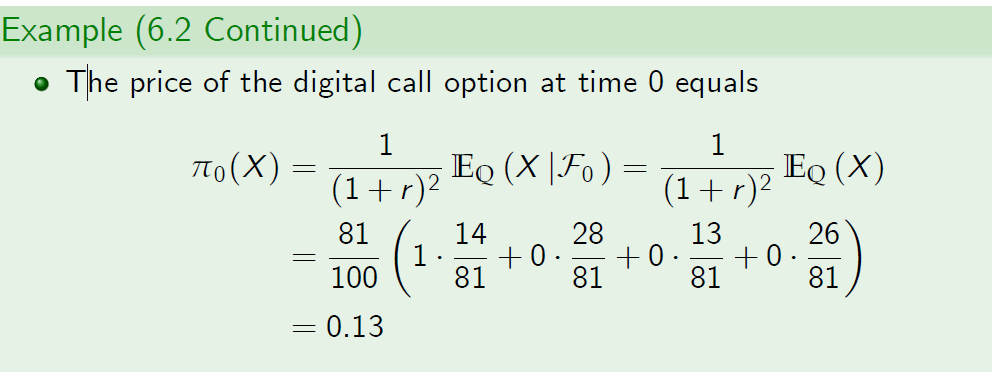 Example (6.2 Continued)
The price of the digital call option at time 0 equals
π₀(X) = 1/(1 + r)² 𝔼_ℚ (X | ℱ₀) = 1/(1 + r)² 𝔼_ℚ (X)
= 81/100 (1 · 14/81 + 0 · 28/81 + 0 · 13/81 + 0 · 26/81)
= 0.13